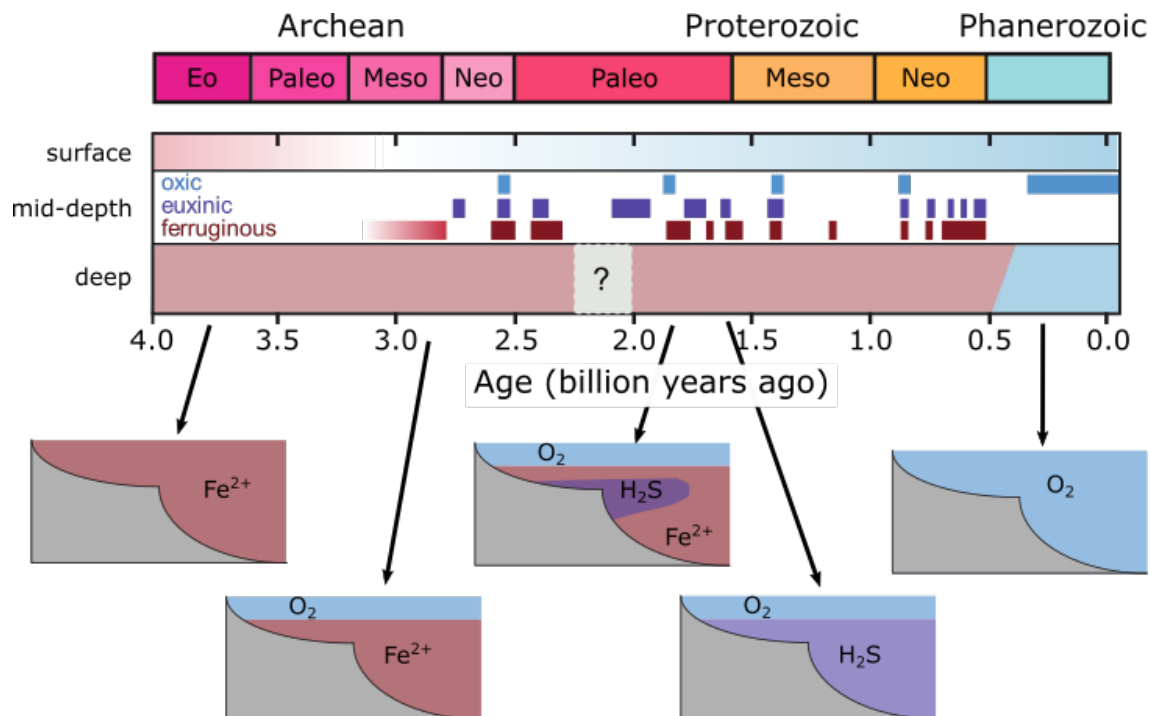 Archean Proterozoic Phanerozoic
Eo Paleo Meso Neo Paleo Meso Neo
surface
oxic
mid-depth euxinic
ferruginous
deep ?
4.0 3.5 3.0 2.5 2.0 1.5 1.0 0.5 0.0
Age (billion years ago)
Fe²⁺
O₂
Fe²⁺
O₂
H₂S
Fe²⁺
O₂
H₂S
O₂